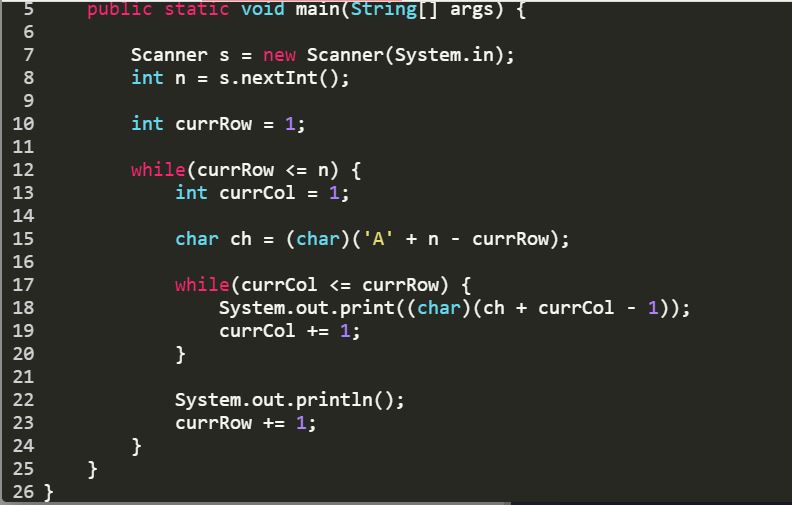 5 public static void main(String[] args) {
6
7 Scanner s = new Scanner(System.in);
8 int n = s.nextInt();
9
10 int currRow = 1;
11
12 while(currRow <= n) {
13 int currCol = 1;
14
15 char ch = (char)('A' + n - currRow);
16
17 while(currCol <= currRow) {
18 System.out.print((char)(ch + currCol - 1));
19 currCol += 1;
20 }
21
22 System.out.println();
23 currRow += 1;
24 }
25 }
26 }